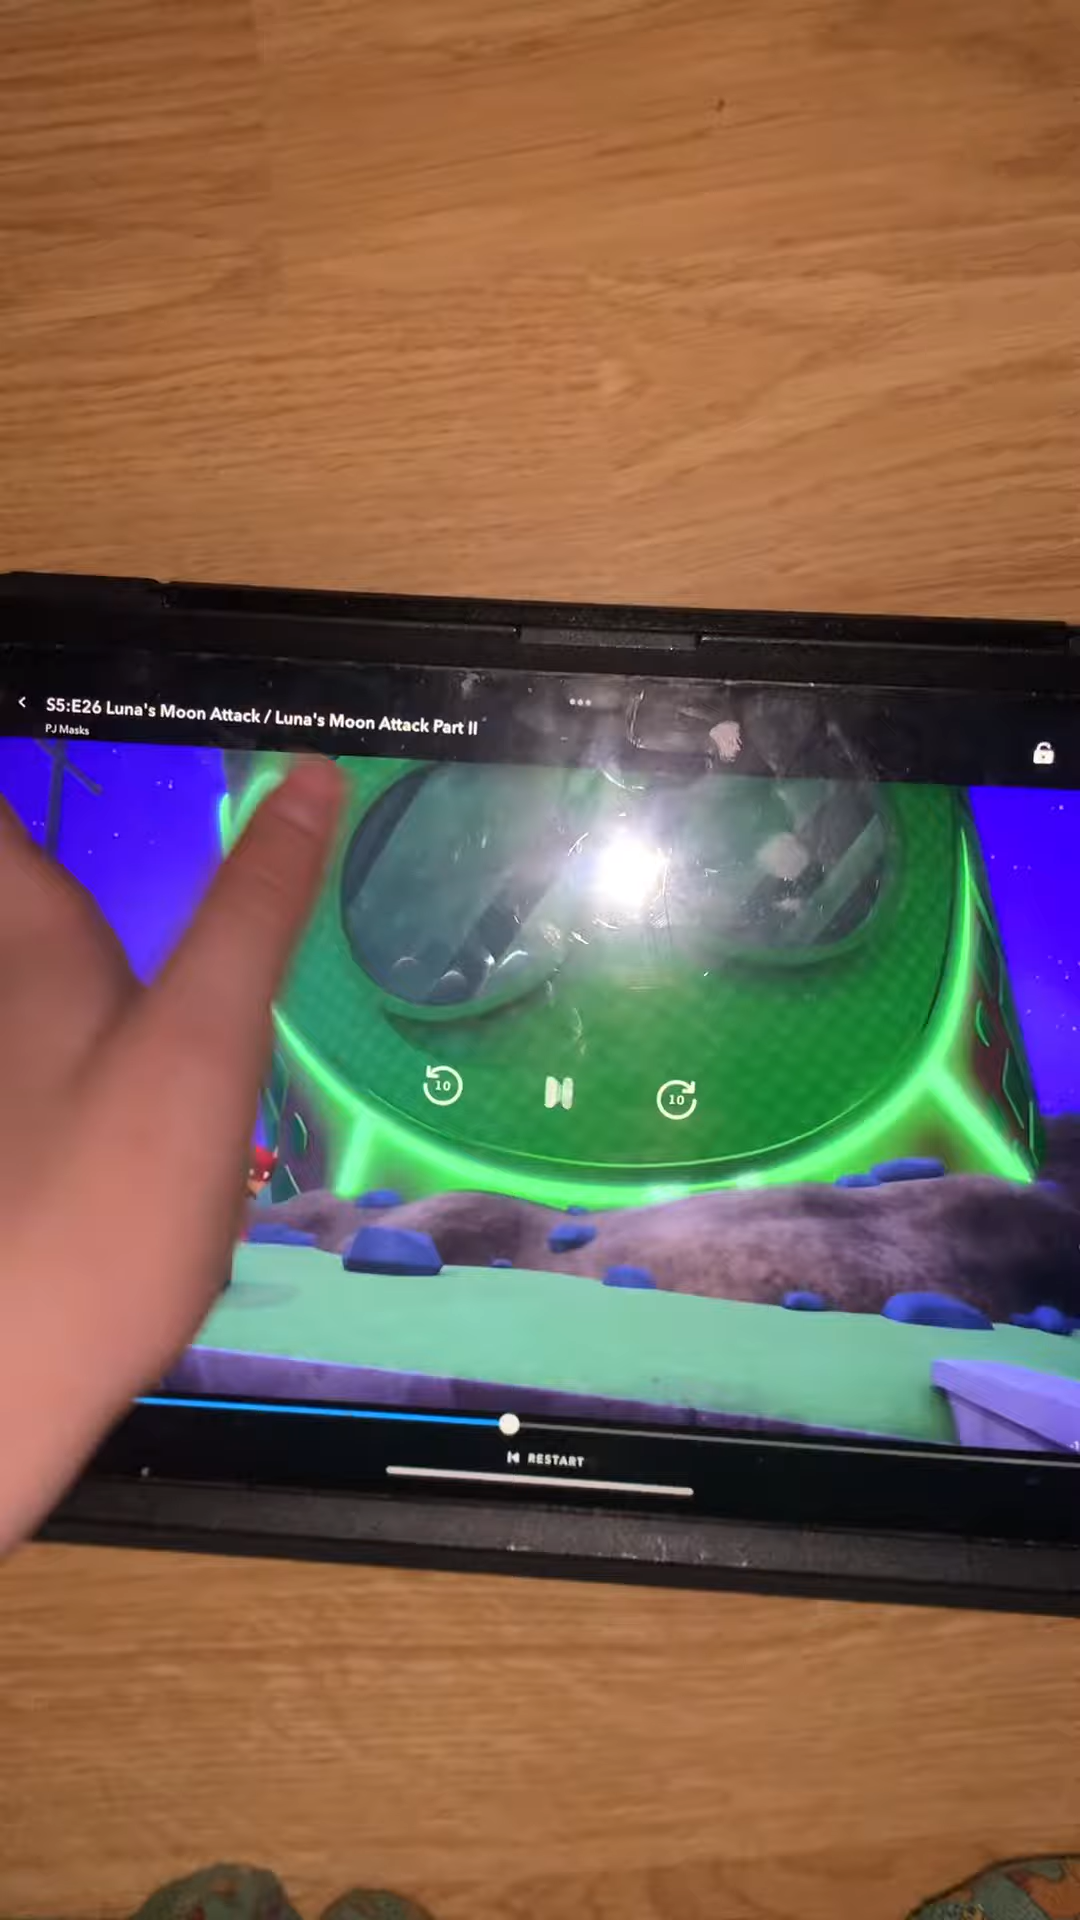 S5:E26 Luna's Moon Attack / Luna's Moon Attack Part II
PJ Masks
10
10
RESTART